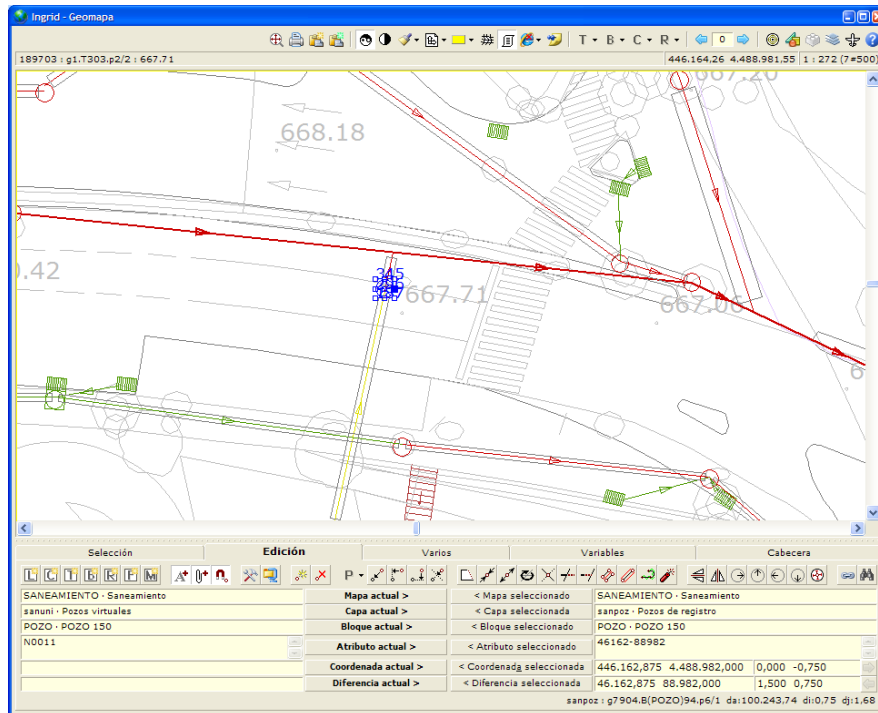 Ingrid - Geomapa
T B C R 0
189703 : g1.T303.p2/2 : 667.71
446.164,26 4.488.981,55 1 : 272 (7#500)
667.20
668.18
0.42
345
667.71
667.06
6
Selección Edición Varios Variables Cabecera
L C T B R F M A P
SANEAMIENTO · Saneamiento Mapa actual > < Mapa seleccionado SANEAMIENTO · Saneamiento
sanuni · Pozos virtuales Capa actual > < Capa seleccionada sanpoz · Pozos de registro
POZO · POZO 150 Bloque actual > < Bloque seleccionado POZO · POZO 150
N0011 Atributo actual > < Atributo seleccionado 46162-88982
Coordenada actual > < Coordenada seleccionada 446.162,875 4.488.982,000 0,000 -0,750
Diferencia actual > < Diferencia seleccionada 46.162,875 88.982,000 1,500 0,750
sanpoz : g7904.B(POZO)94.p6/1 da:100.243,74 di:0,75 dj:1,68